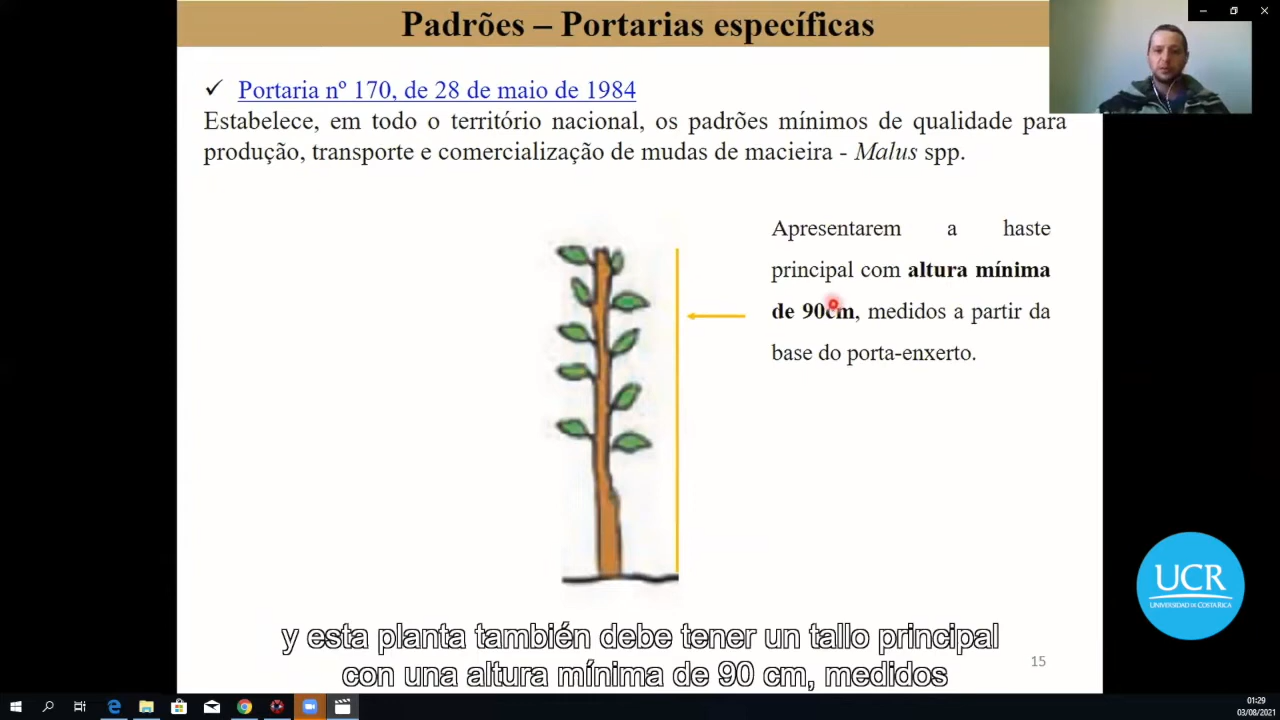 Padrões – Portarias específicas
✓ Portaria nº 170, de 28 de maio de 1984
Estabelece, em todo o território nacional, os padrões mínimos de qualidade para
produção, transporte e comercialização de mudas de macieira - Malus spp.
Apresentarem a haste
principal com altura mínima
de 90cm, medidos a partir da
base do porta-enxerto.
UCR
UNIVERSIDAD DE COSTA RICA
y esta planta también debe tener un tallo principal
con una altura mínima de 90 cm, medidos
15
01:29
03/08/2021